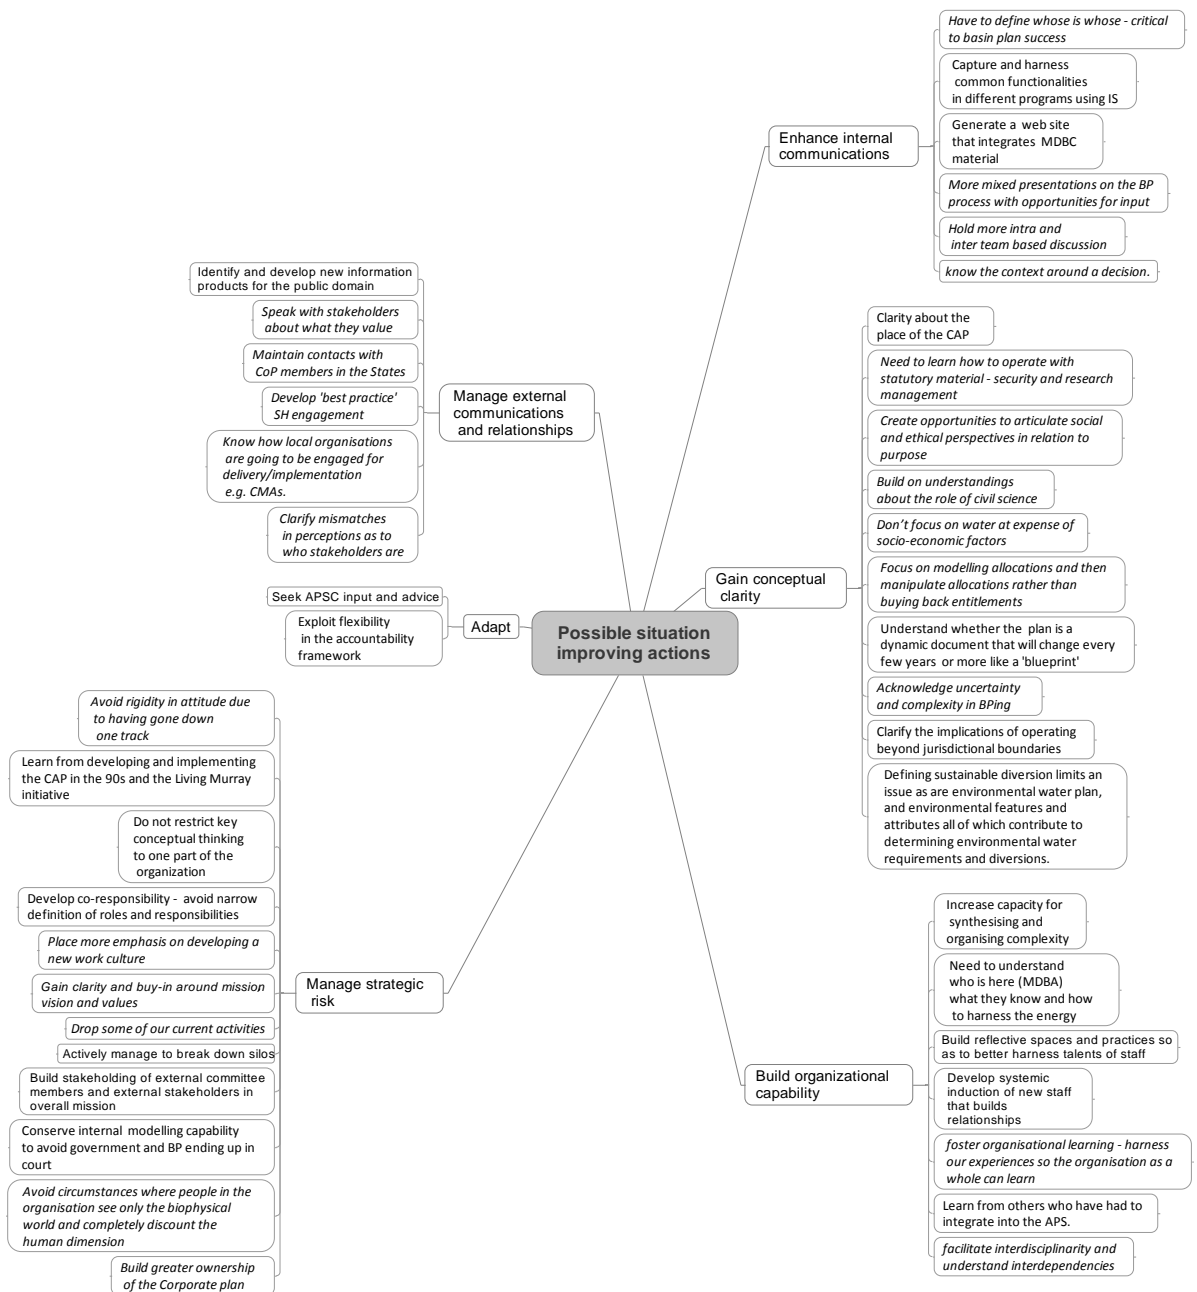 Possible situation
improving actions
Enhance internal
communications
Have to define whose is whose - critical
to basin plan success
Capture and harness
common functionalities
in different programs using IS
Generate a web site
that integrates MDBC
material
More mixed presentations on the BP
process with opportunities for input
Hold more intra and
inter team based discussion
know the context around a decision.
Gain conceptual
clarity
Clarity about the
place of the CAP
Need to learn how to operate with
statutory material - security and research
management
Create opportunities to articulate social
and ethical perspectives in relation to
purpose
Build on understandings
about the role of civil science
Don't focus on water at expense of
socio-economic factors
Focus on modelling allocations and then
manipulate allocations rather than
buying back entitlements
Understand whether the plan is a
dynamic document that will change every
few years or more like a 'blueprint'
Acknowledge uncertainty
and complexity in BPing
Clarify the implications of operating
beyond jurisdictional boundaries
Defining sustainable diversion limits an
issue as are environmental water plan,
and environmental features and
attributes all of which contribute to
determining environmental water
requirements and diversions.
Build organizational
capability
Increase capacity for
synthesising and
organising complexity
Need to understand
who is here (MDBA)
what they know and how
to harness the energy
Build reflective spaces and practices so
as to better harness talents of staff
Develop systemic
induction of new staff
that builds
relationships
foster organisational learning - harness
our experiences so the organisation as a
whole can learn
Learn from others who have had to
integrate into the APS.
facilitate interdisciplinarity and
understand interdependencies
Manage external
communications
and relationships
Identify and develop new information
products for the public domain
Speak with stakeholders
about what they value
Maintain contacts with
CoP members in the States
Develop 'best practice'
SH engagement
Know how local organisations
are going to be engaged for
delivery/implementation
e.g. CMAs.
Clarify mismatches
in perceptions as to
who stakeholders are
Adapt
Seek APSC input and advice
Exploit flexibility
in the accountability
framework
Manage strategic
risk
Avoid rigidity in attitude due
to having gone down
one track
Learn from developing and implementing
the CAP in the 90s and the Living Murray
initiative
Do not restrict key
conceptual thinking
to one part of the
organization
Develop co-responsibility - avoid narrow
definition of roles and responsibilities
Place more emphasis on developing a
new work culture
Gain clarity and buy-in around mission
vision and values
Drop some of our current activities
Actively manage to break down silos
Build stakeholding of external committee
members and external stakeholders in
overall mission
Conserve internal modelling capability
to avoid government and BP ending up in
court
Avoid circumstances where people in the
organisation see only the biophysical
world and completely discount the
human dimension
Build greater ownership
of the Corporate plan